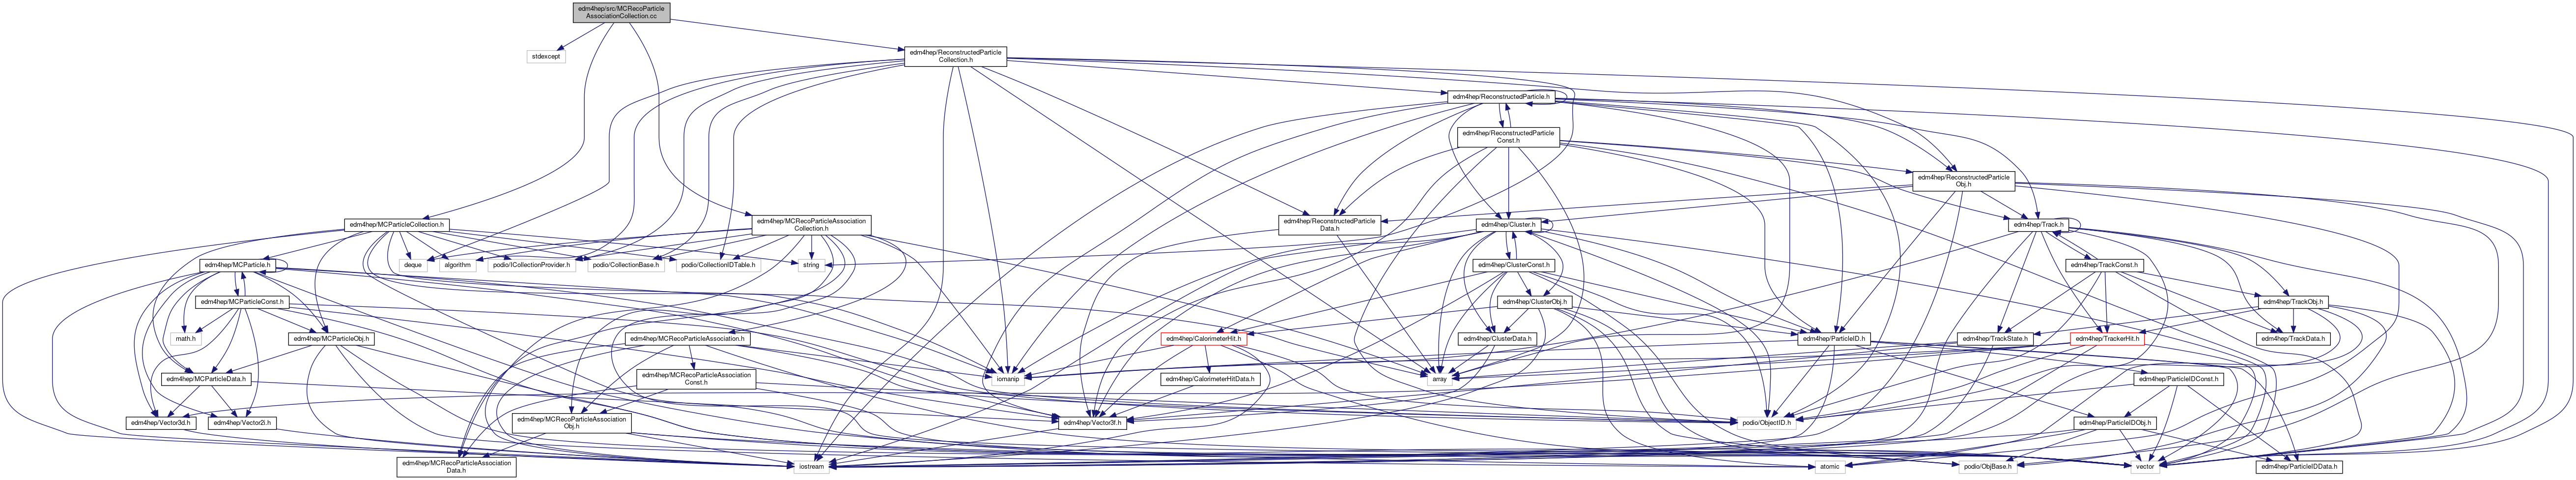 edm4hep/src/MCRecoParticle
AssociationCollection.cc
stdexcept
edm4hep/ReconstructedParticle
Collection.h
edm4hep/ReconstructedParticle.h
edm4hep/ReconstructedParticle
Const.h
edm4hep/ReconstructedParticle
Obj.h
edm4hep/MCParticleCollection.h
edm4hep/MCRecoParticleAssociation
Collection.h
edm4hep/ReconstructedParticle
Data.h
edm4hep/Cluster.h
edm4hep/Track.h
edm4hep/MCParticle.h
deque
algorithm
podio/ICollectionProvider.h
podio/CollectionBase.h
podio/CollectionIDTable.h
string
edm4hep/ClusterConst.h
edm4hep/TrackConst.h
edm4hep/MCParticleConst.h
edm4hep/ClusterObj.h
edm4hep/TrackObj.h
math.h
edm4hep/MCParticleObj.h
edm4hep/MCRecoParticleAssociation.h
edm4hep/CalorimeterHit.h
edm4hep/ClusterData.h
edm4hep/ParticleID.h
edm4hep/TrackState.h
edm4hep/TrackerHit.h
edm4hep/TrackData.h
edm4hep/MCParticleData.h
edm4hep/MCRecoParticleAssociation
Const.h
iomanip
edm4hep/CalorimeterHitData.h
array
edm4hep/ParticleIDConst.h
edm4hep/Vector3d.h
edm4hep/Vector2i.h
edm4hep/MCRecoParticleAssociation
Obj.h
edm4hep/Vector3f.h
podio/ObjectID.h
edm4hep/ParticleIDObj.h
edm4hep/MCRecoParticleAssociation
Data.h
iostream
atomic
podio/ObjBase.h
vector
edm4hep/ParticleIDData.h